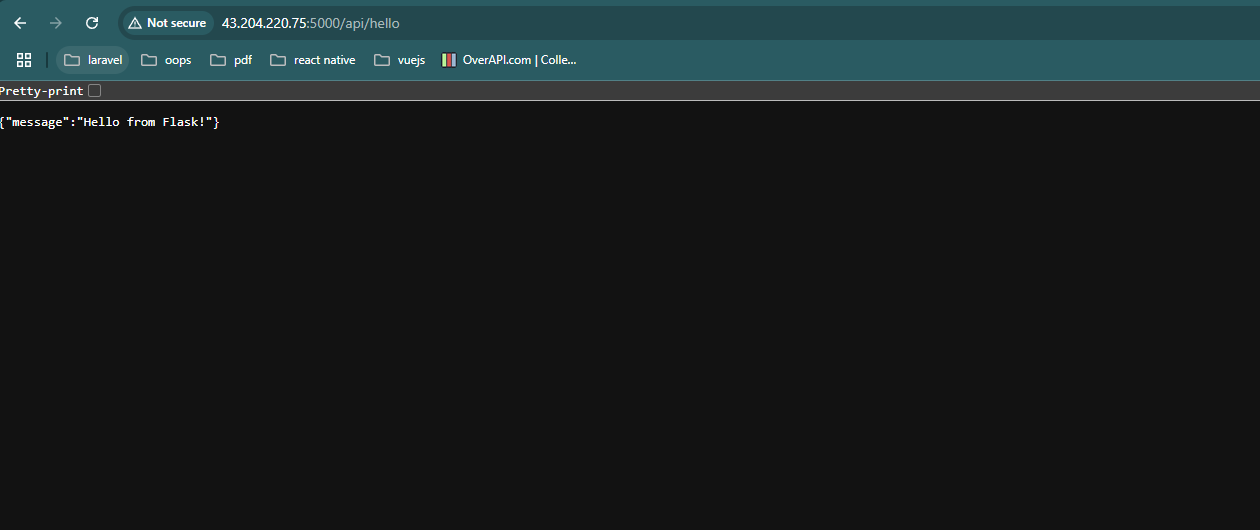 Not secure 43.204.220.75:5000/api/hello
laravel oops pdf react native vuejs OverAPI.com | Colle...
Pretty-print
{"message":"Hello from Flask!"}